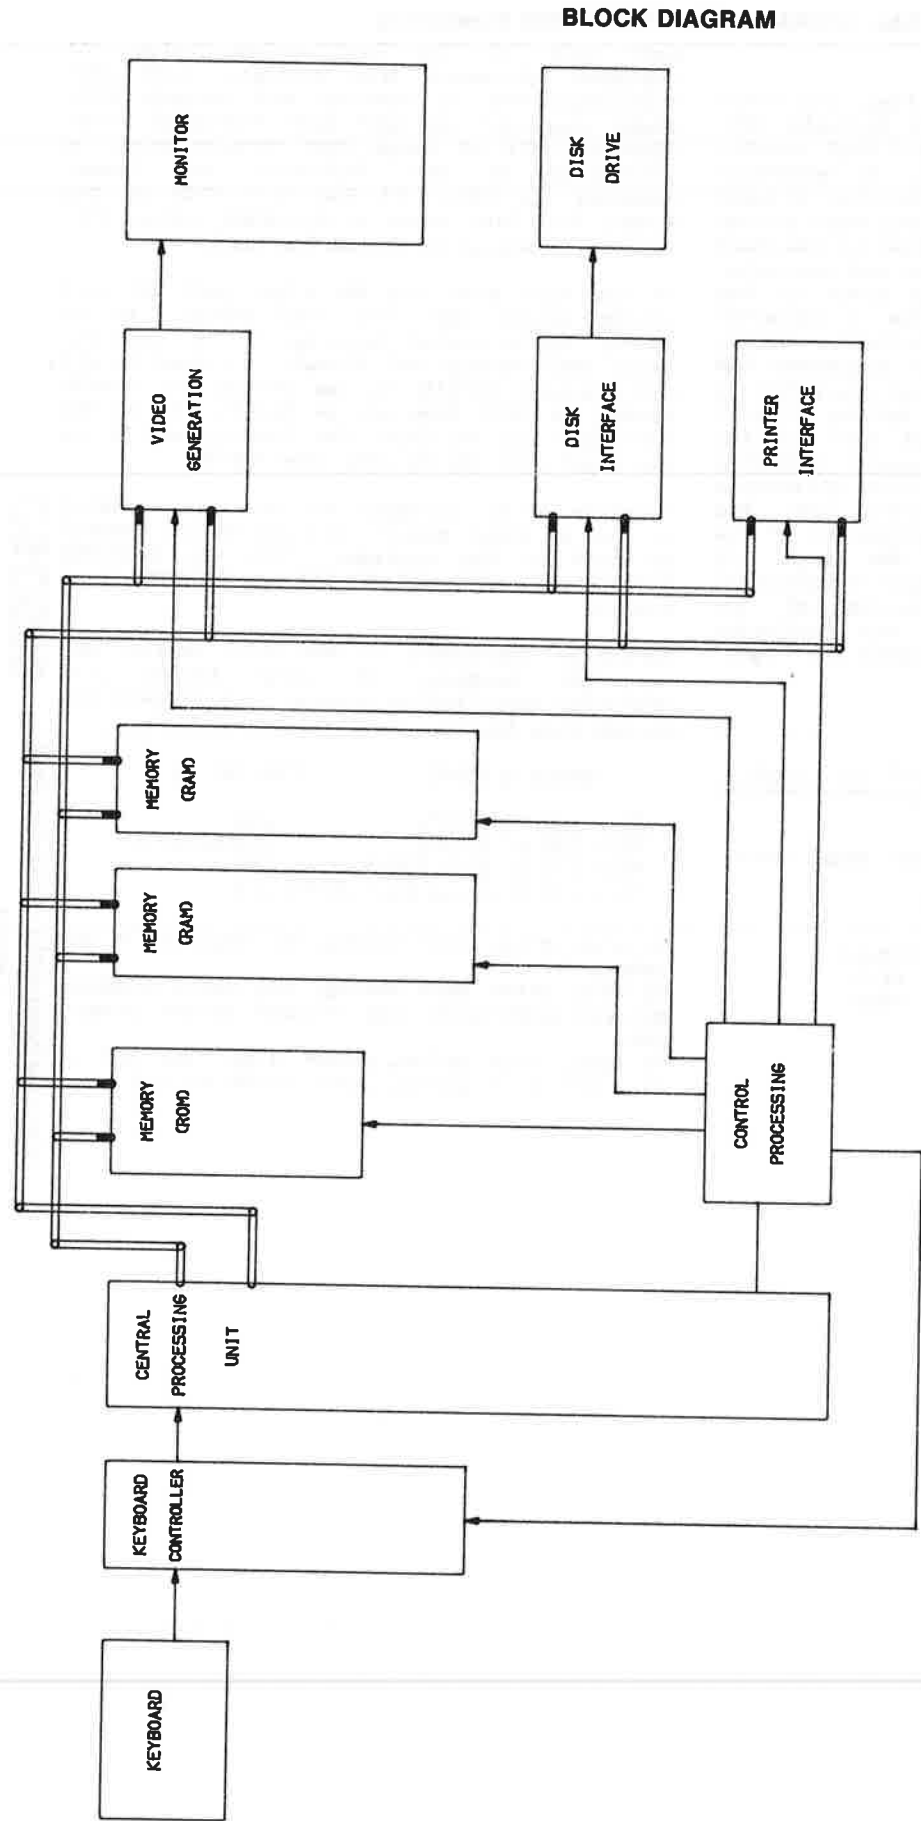 BLOCK DIAGRAM
KEYBOARD
KEYBOARD
CONTROLLER
CENTRAL
PROCESSING
UNIT
MEMORY
(ROM)
MEMORY
(RAM)
MEMORY
(RAM)
CONTROL
PROCESSING
VIDEO
GENERATION
MONITOR
DISK
INTERFACE
DISK
DRIVE
PRINTER
INTERFACE